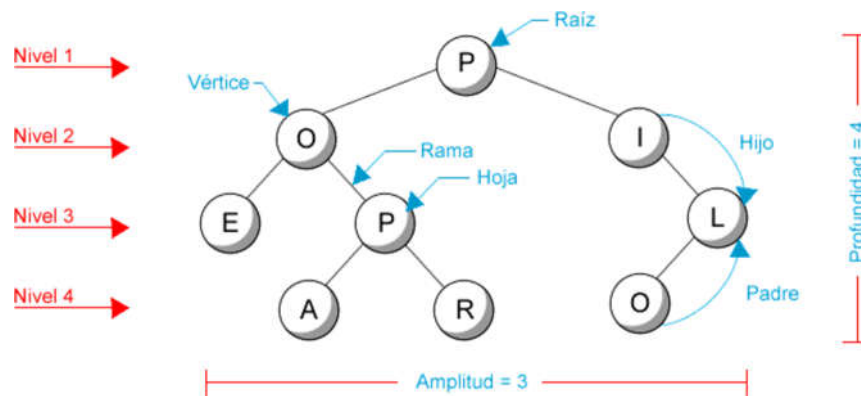 Nivel 1
Raíz
P
Vértice
Nivel 2
O
I
Hijo
Rama
Hoja
Nivel 3
E
P
L
Profundidad = 4
Nivel 4
A
R
O
Padre
Amplitud = 3